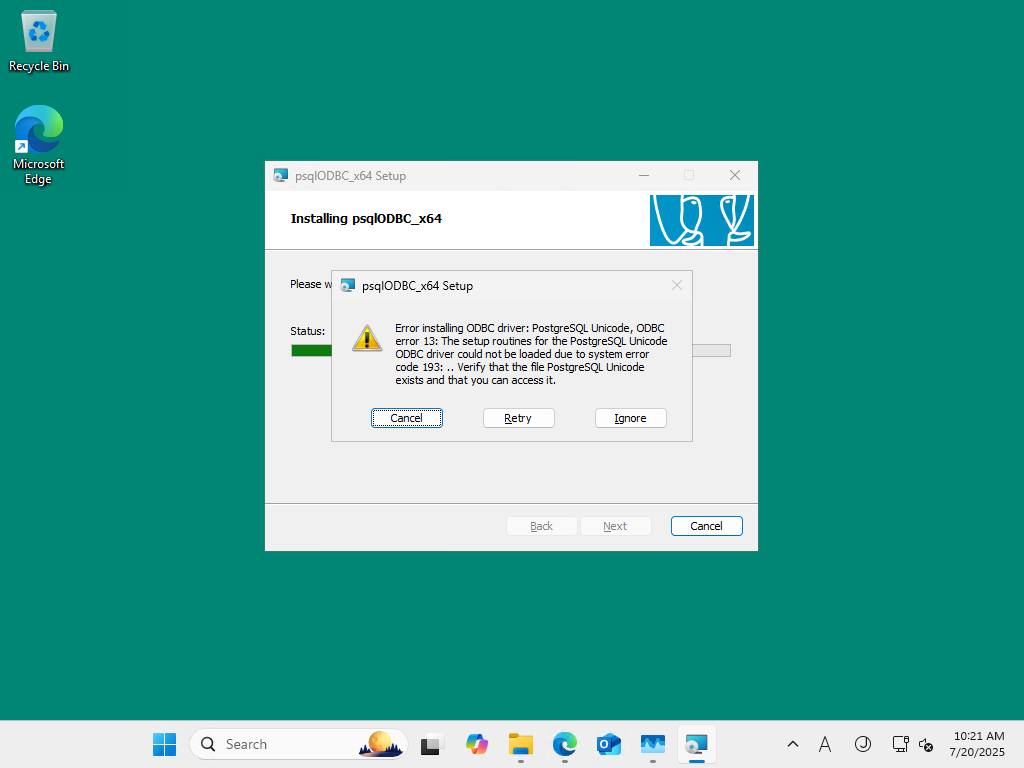 Recycle Bin
Microsoft
Edge
psqlODBC_x64 Setup
Installing psqlODBC_x64
Please w
psqlODBC_x64 Setup
Error installing ODBC driver: PostgreSQL Unicode, ODBC
error 13: The setup routines for the PostgreSQL Unicode
ODBC driver could not be loaded due to system error
code 193: .. Verify that the file PostgreSQL Unicode
exists and that you can access it.
Status:
Cancel Retry Ignore
Back Next Cancel
Search
10:21 AM
7/20/2025